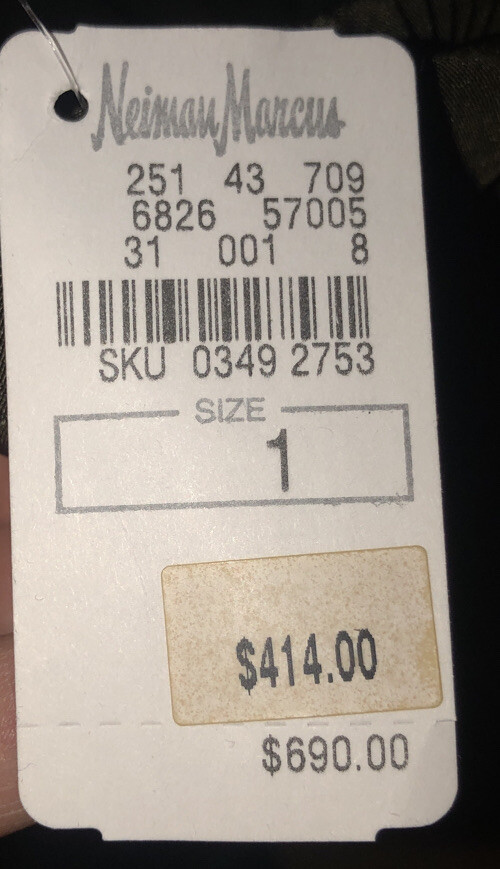 Neiman Marcus
251 43 709
6826 57005
31 001 8
SKU 0349 2753
SIZE
1
$414.00
$690.00